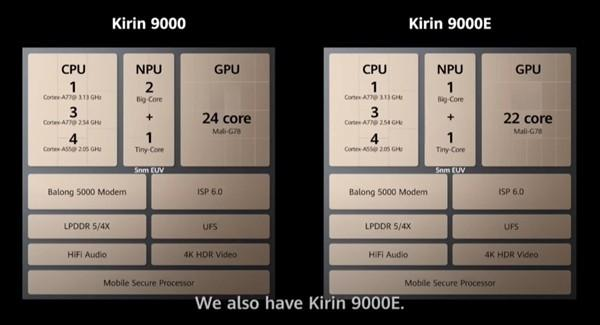 Kirin 9000
CPU
1
Cortex-A77@ 3.13 GHz
3
Cortex-A77@ 2.54 GHz
4
Cortex-A55@ 2.05 GHz
NPU
2
Big-Core
+
1
Tiny-Core
GPU
24 core
Mali-G78
5nm EUV
Balong 5000 Modem
ISP 6.0
LPDDR 5/4X
UFS
HiFi Audio
4K HDR Video
Mobile Secure Processor
Kirin 9000E
CPU
1
Cortex-A77@ 3.13 GHz
3
Cortex-A77@ 2.54 GHz
4
Cortex-A55@ 2.05 GHz
NPU
1
Big-Core
+
1
Tiny-Core
GPU
22 core
Mali-G78
5nm EUV
Balong 5000 Modem
ISP 6.0
LPDDR 5/4X
UFS
HiFi Audio
4K HDR Video
Mobile Secure Processor
We also have Kirin 9000E.